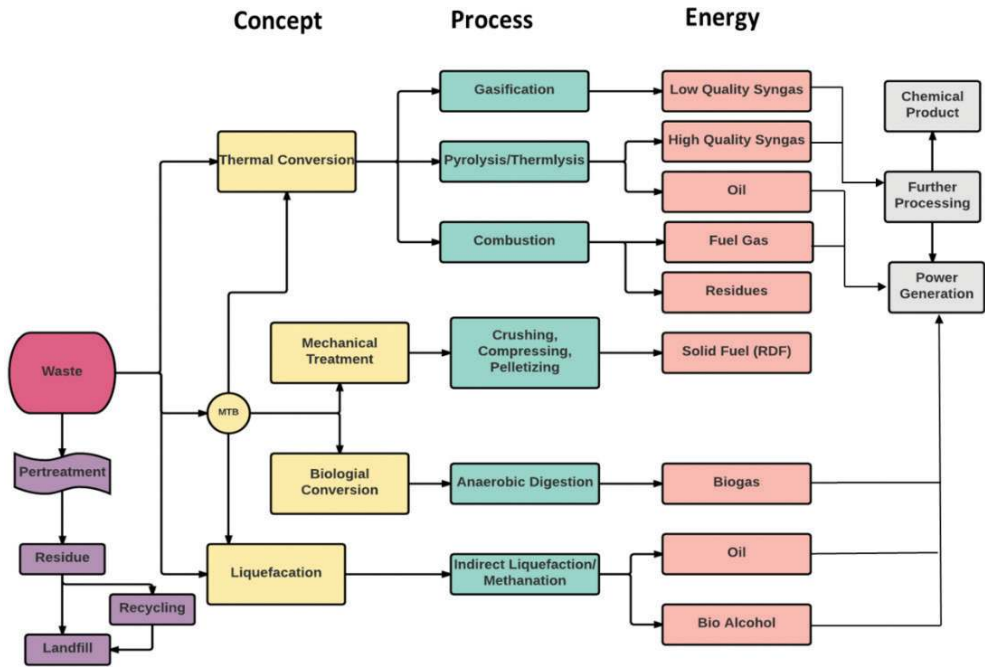 Concept
Process
Energy
Gasification
Low Quality Syngas
Chemical
Product
Thermal Conversion
Pyrolysis/Thermlysis
High Quality Syngas
Oil
Further
Processing
Combustion
Fuel Gas
Residues
Power
Generation
Waste
Mechanical
Treatment
Crushing,
Compressing,
Pelletizing
Solid Fuel (RDF)
MTB
Pertreatment
Biologial
Conversion
Anaerobic Digestion
Biogas
Residue
Liquefacation
Indirect Liquefaction/
Methanation
Oil
Recycling
Bio Alcohol
Landfill